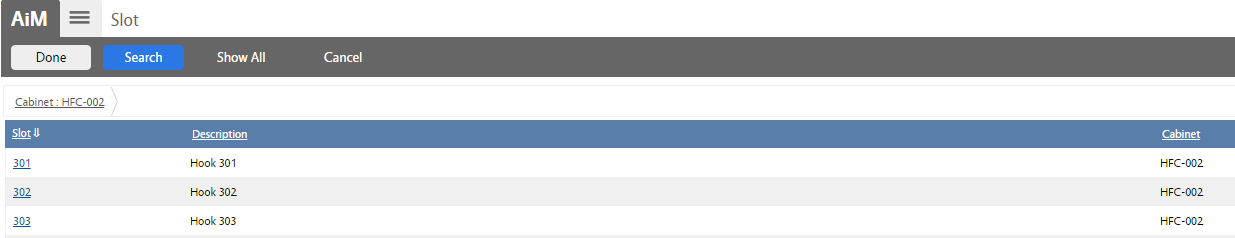 AiM Slot
Done Search Show All Cancel
Cabinet : HFC-002
Slot⇓ Description Cabinet
301 Hook 301 HFC-002
302 Hook 302 HFC-002
303 Hook 303 HFC-002